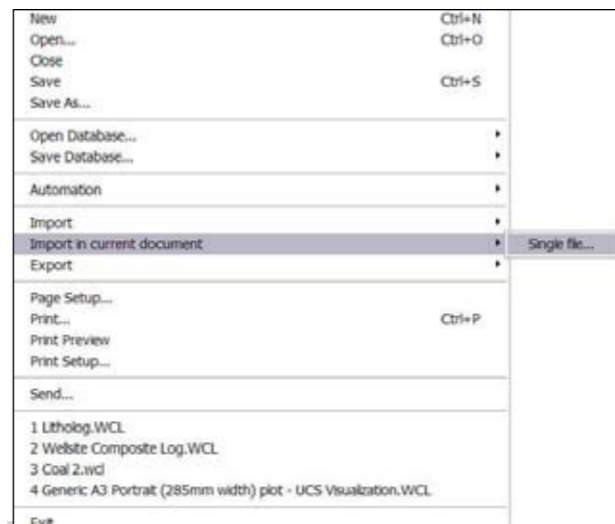 New Ctrl+N
Open... Ctrl+O
Close
Save Ctrl+S
Save As...
Open Database...
Save Database...
Automation
Import
Import in current document Single file...
Export
Page Setup...
Print... Ctrl+P
Print Preview
Print Setup...
Send...
1 Litholog.WCL
2 Wellsite Composite Log.WCL
3 Coal 2.wcl
4 Generic A3 Portrait (285mm width) plot - UCS Visualization.WCL
Exit